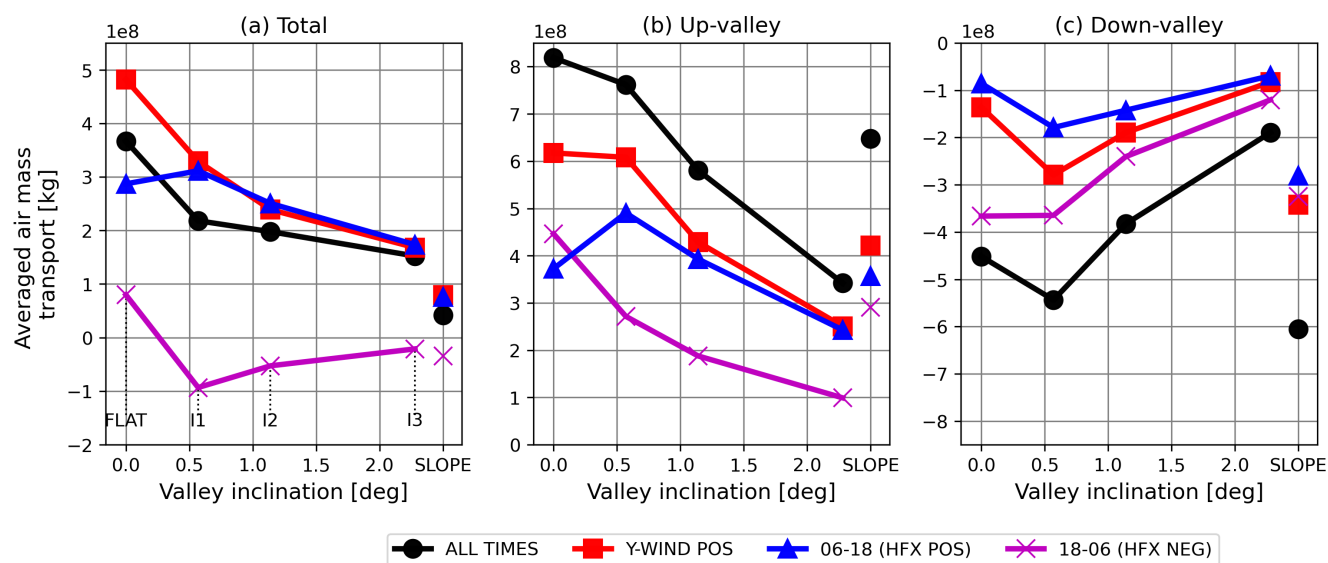 (a) Total
1e8
5
4
3
2
1
0
−1
−2
Averaged air mass
transport [kg]
FLAT I1 I2 I3
0.0 0.5 1.0 1.5 2.0 SLOPE
Valley inclination [deg]
(b) Up-valley
1e8
8
7
6
5
4
3
2
1
0
0.0 0.5 1.0 1.5 2.0 SLOPE
Valley inclination [deg]
(c) Down-valley
1e8
0
−1
−2
−3
−4
−5
−6
−7
−8
0.0 0.5 1.0 1.5 2.0 SLOPE
Valley inclination [deg]
ALL TIMES Y-WIND POS 06-18 (HFX POS) 18-06 (HFX NEG)